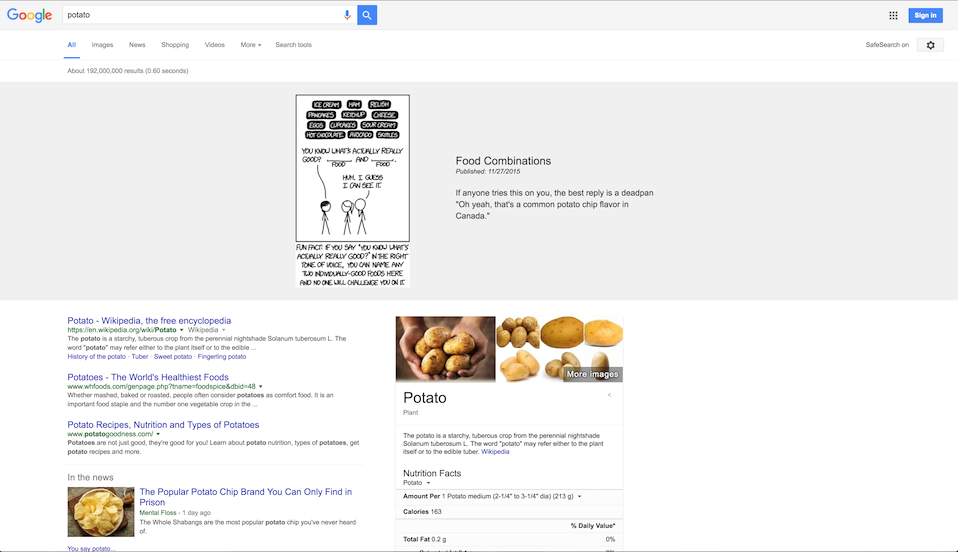 Google
potato
Sign in
All Images News Shopping Videos More Search tools
SafeSearch on
About 192,000,000 results (0.60 seconds)
ICE CREAM HAM RELISH
PANCAKES KETCHUP CHEESE
EGGS CUPCAKES SOUR CREAM
HOT CHOCOLATE AVOCADO SKITTLES
YOU KNOW WHAT'S ACTUALLY REALLY
GOOD? ______ AND ______.
FOOD FOOD
HUH. I GUESS
I CAN SEE IT.
FUN FACT: IF YOU SAY "YOU KNOW WHAT'S
ACTUALLY REALLY GOOD?" IN THE RIGHT
TONE OF VOICE, YOU CAN NAME ANY
TWO INDIVIDUALLY-GOOD FOODS HERE
AND NO ONE WILL CHALLENGE YOU ON IT.
Food Combinations
Published: 11/27/2015
If anyone tries this on you, the best reply is a deadpan
"Oh yeah, that's a common potato chip flavor in
Canada."
Potato - Wikipedia, the free encyclopedia
https://en.wikipedia.org/wiki/Potato Wikipedia
The potato is a starchy, tuberous crop from the perennial nightshade Solanum tuberosum L. The
word "potato" may refer either to the plant itself or to the edible ...
History of the potato · Tuber · Sweet potato · Fingerling potato
Potatoes - The World's Healthiest Foods
www.whfoods.com/genpage.php?tname=foodspice&dbid=48
Whether mashed, baked or roasted, people often consider potatoes as comfort food. It is an
important food staple and the number one vegetable crop in the ...
Potato Recipes, Nutrition and Types of Potatoes
www.potatogoodness.com/
Potatoes are not just good, they're good for you! Learn about potato nutrition, types of potatoes, get
potato recipes and more.
In the news
The Popular Potato Chip Brand You Can Only Find in
Prison
Mental Floss - 1 day ago
The Whole Shabangs are the most popular potato chip you've never heard
of.
You say potato...
More images
Potato
Plant
The potato is a starchy, tuberous crop from the perennial nightshade
Solanum tuberosum L. The word "potato" may refer either to the plant
itself or to the edible tuber. Wikipedia
Nutrition Facts
Potato
Amount Per 1 Potato medium (2-1/4" to 3-1/4" dia) (213 g)
Calories 163
% Daily Value*
Total Fat 0.2 g 0%